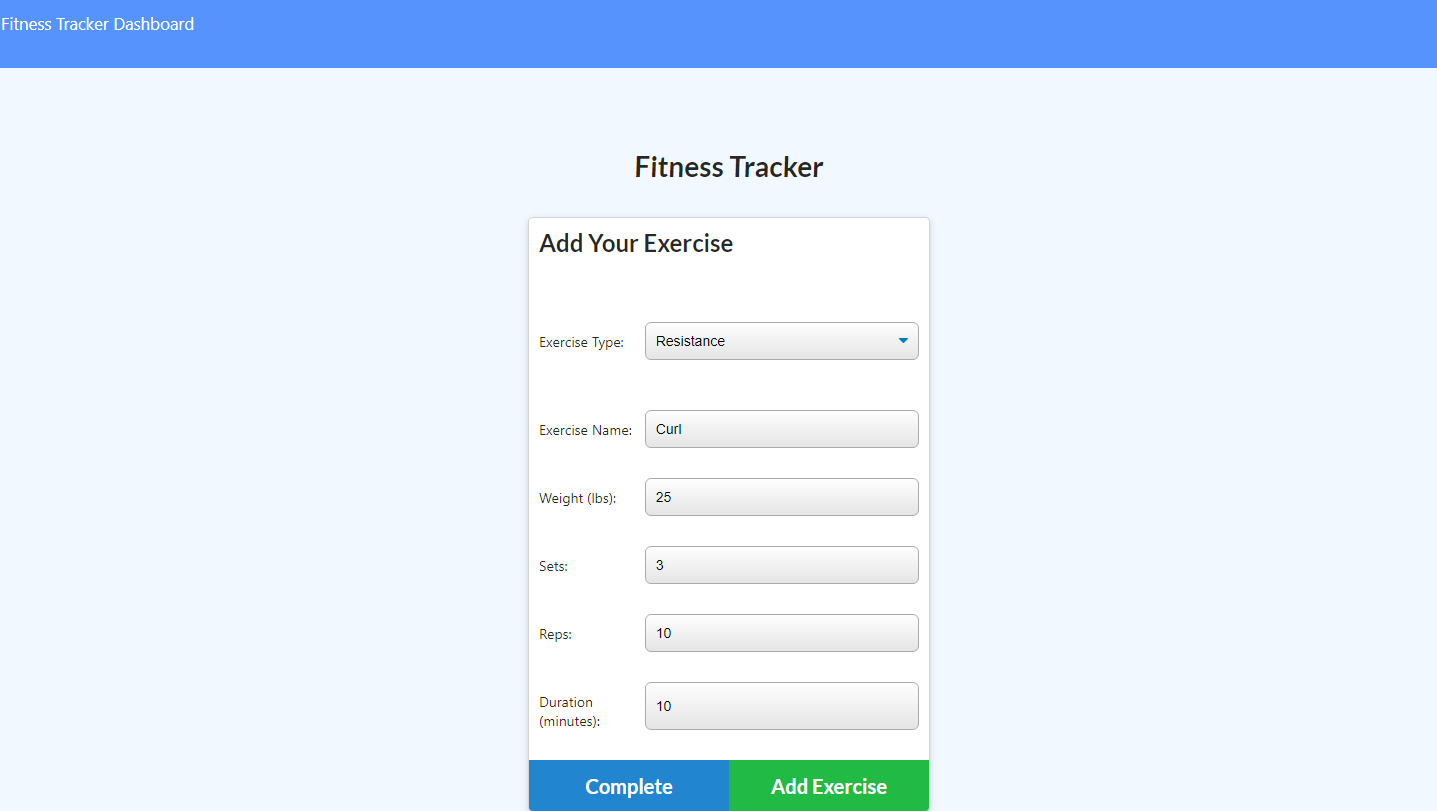 Fitness Tracker Dashboard
Fitness Tracker
Add Your Exercise
Exercise Type: Resistance
Exercise Name: Curl
Weight (lbs): 25
Sets: 3
Reps: 10
Duration
(minutes): 10
Complete Add Exercise